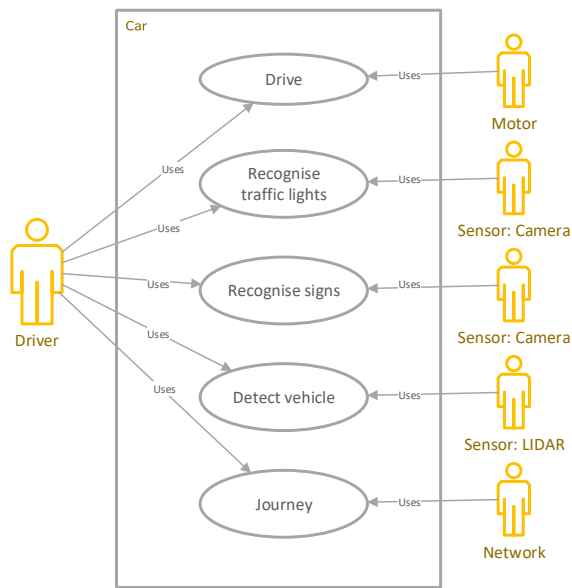 Car
Drive
Uses
Motor
Uses
Recognise
traffic lights
Uses
Sensor: Camera
Uses
Recognise signs
Uses
Sensor: Camera
Uses
Driver
Uses
Detect vehicle
Uses
Sensor: LIDAR
Uses
Journey
Uses
Network